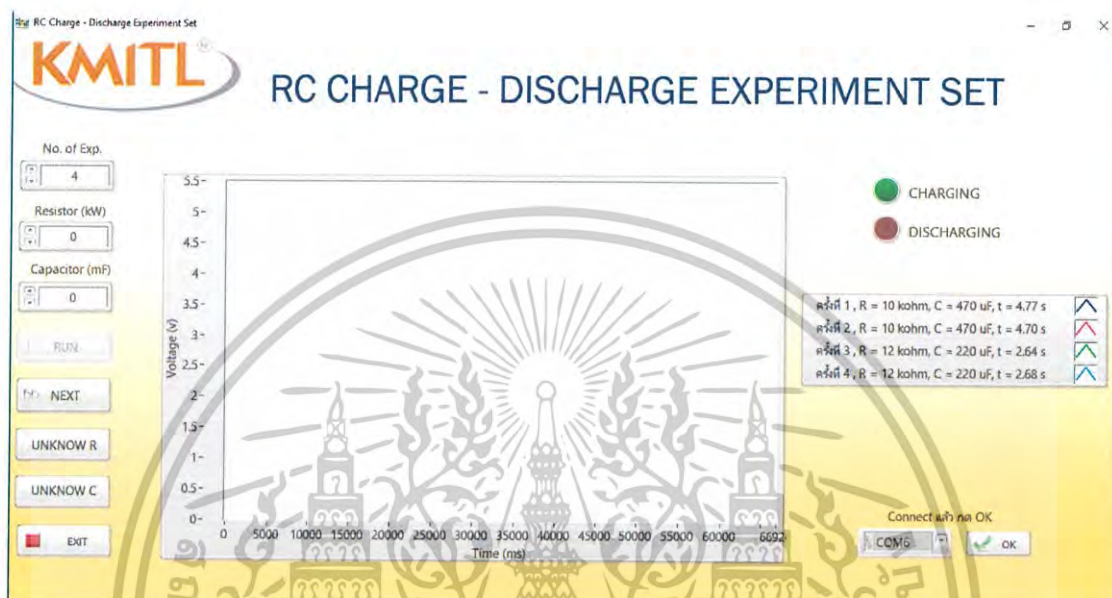 RC Charge - Discharge Experiment Set
KMITL
RC CHARGE - DISCHARGE EXPERIMENT SET
No. of Exp.
4
Resistor (kW)
0
Capacitor (mF)
0
RUN
NEXT
UNKNOW R
UNKNOW C
EXIT
Voltage (v)
5.5
5
4.5
4
3.5
3
2.5
2
1.5
1
0.5
0
0 5000 10000 15000 20000 25000 30000 35000 40000 45000 50000 55000 60000 6692
Time (ms)
CHARGING
DISCHARGING
ครั้งที่ 1 , R = 10 kohm, C = 470 uF, t = 4.77 s
ครั้งที่ 2 , R = 10 kohm, C = 470 uF, t = 4.70 s
ครั้งที่ 3 , R = 12 kohm, C = 220 uF, t = 2.64 s
ครั้งที่ 4 , R = 12 kohm, C = 220 uF, t = 2.68 s
Connect แล้ว กด OK
COM6
OK